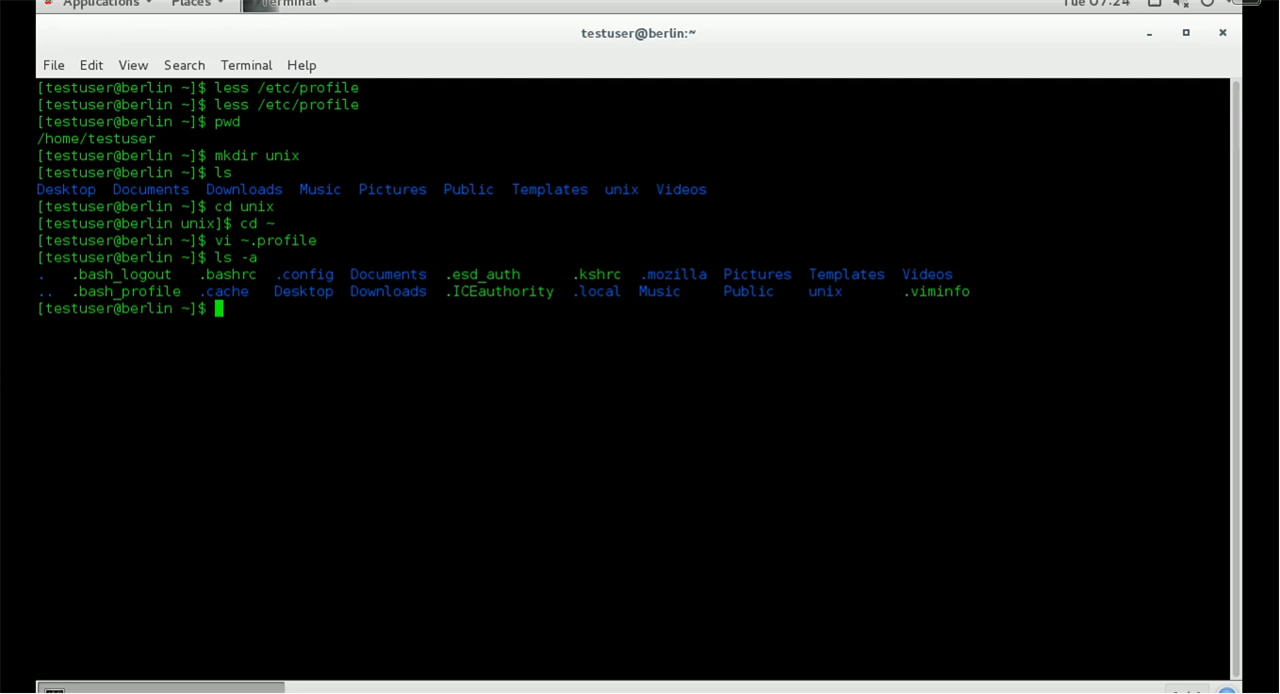 Applications Places Terminal Tue 07:24
testuser@berlin:~
File Edit View Search Terminal Help
[testuser@berlin ~]$ less /etc/profile
[testuser@berlin ~]$ less /etc/profile
[testuser@berlin ~]$ pwd
/home/testuser
[testuser@berlin ~]$ mkdir unix
[testuser@berlin ~]$ ls
Desktop Documents Downloads Music Pictures Public Templates unix Videos
[testuser@berlin ~]$ cd unix
[testuser@berlin unix]$ cd ~
[testuser@berlin ~]$ vi ~.profile
[testuser@berlin ~]$ ls -a
. .bash_logout .bashrc .config Documents .esd_auth .kshrc .mozilla Pictures Templates Videos
.. .bash_profile .cache Desktop Downloads .ICEauthority .local Music Public unix .viminfo
[testuser@berlin ~]$